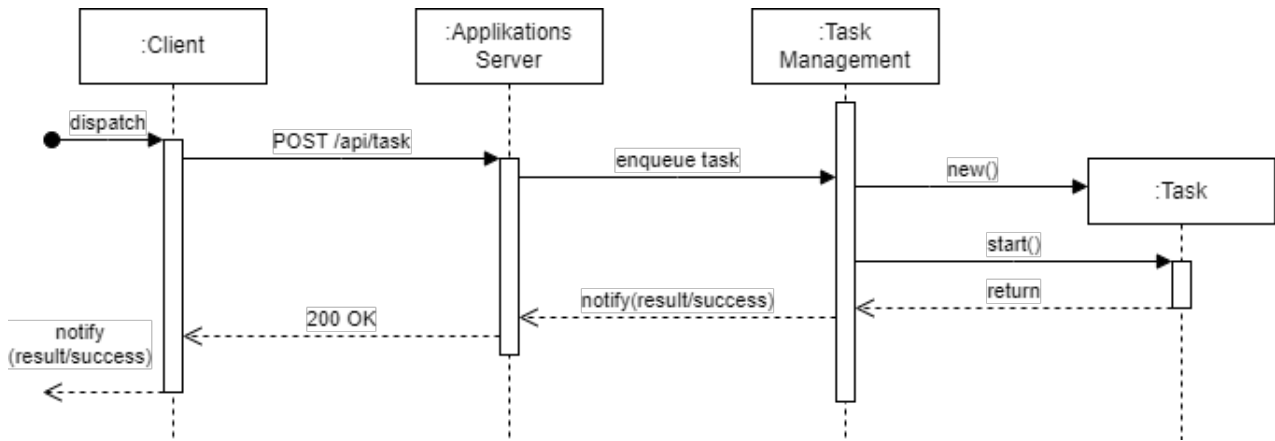 :Client
:Applikations
Server
:Task
Management
dispatch
POST /api/task
enqueue task
new()
:Task
start()
return
notify(result/success)
200 OK
notify
(result/success)